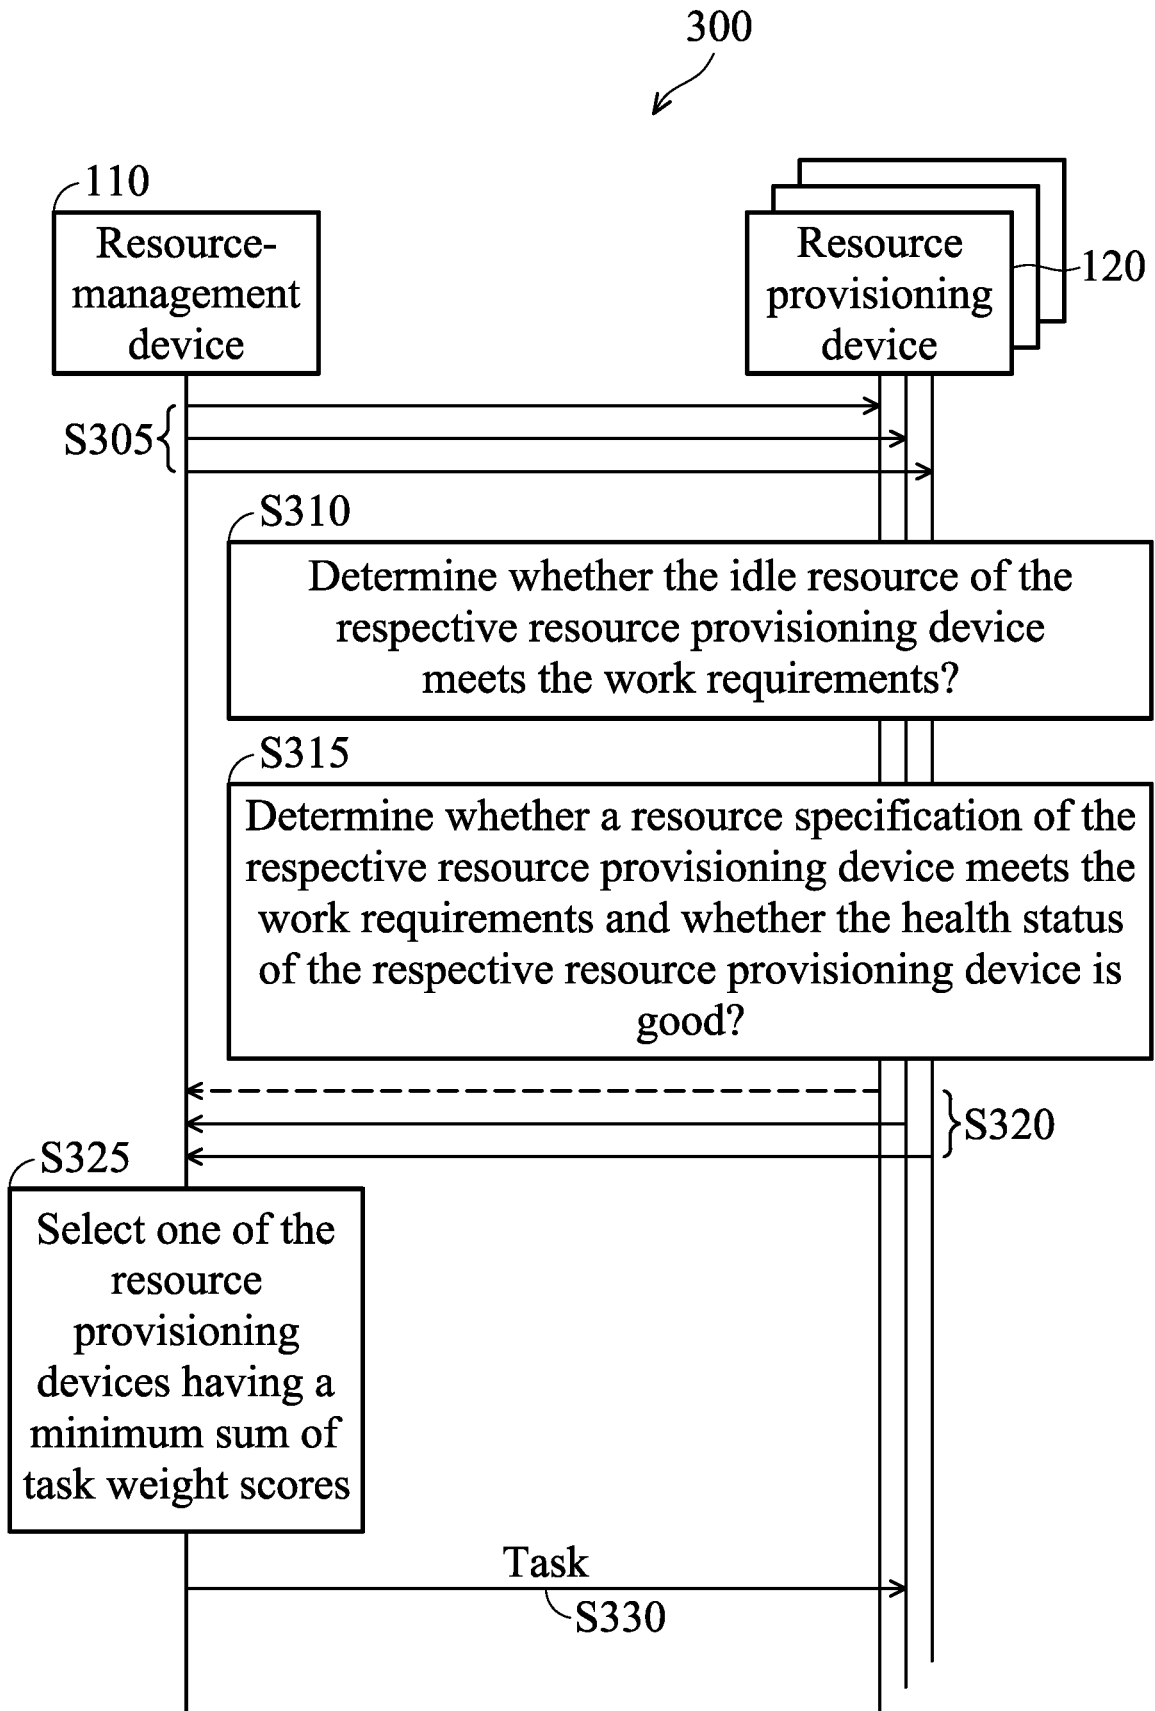 300
110
Resource-
management
device
Resource
provisioning
device
120
S305
S310
Determine whether the idle resource of the
respective resource provisioning device
meets the work requirements?
S315
Determine whether a resource specification of the
respective resource provisioning device meets the
work requirements and whether the health status
of the respective resource provisioning device is
good?
S320
S325
Select one of the
resource
provisioning
devices having a
minimum sum of
task weight scores
Task
S330